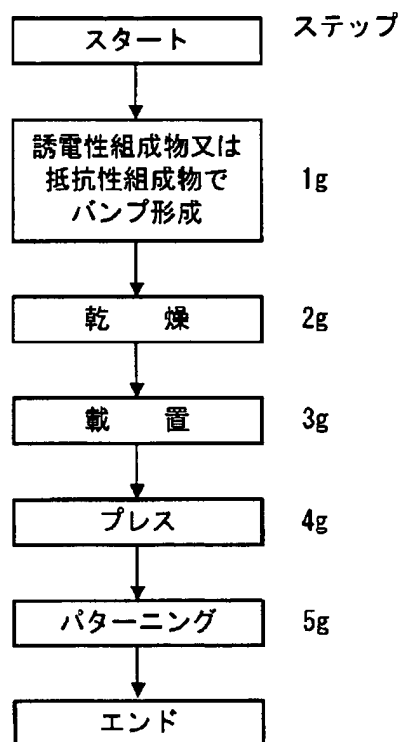 ステップ
スタート
誘電性組成物又は
抵抗性組成物で
バンプ形成
1g
乾 燥
2g
載 置
3g
プレス
4g
パターニング
5g
エンド